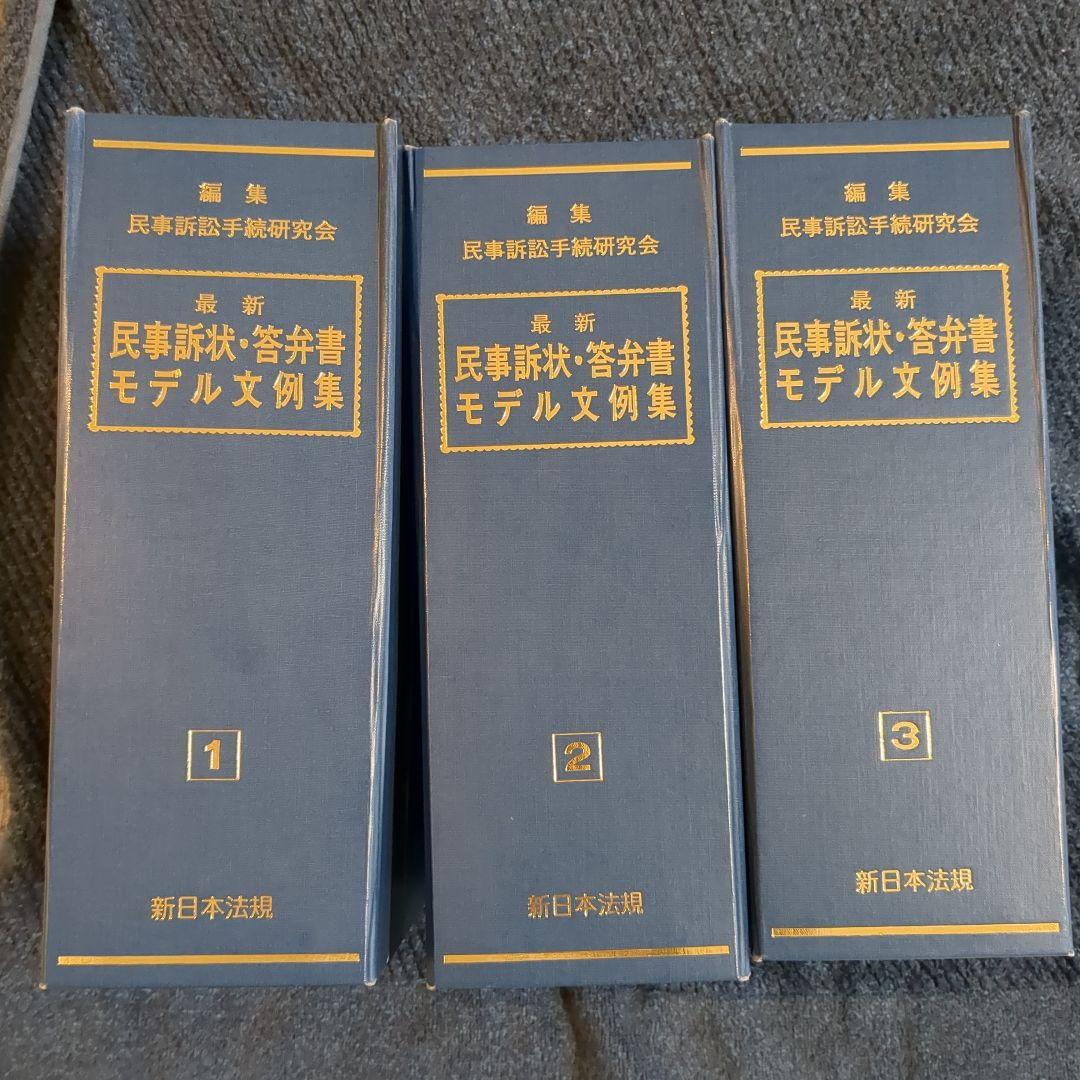 編集
民事訴訟手続研究会
最新
民事訴状・答弁書
モデル文例集
1
新日本法規
編集
民事訴訟手続研究会
最新
民事訴状・答弁書
モデル文例集
2
新日本法規
編集
民事訴訟手続研究会
最新
民事訴状・答弁書
モデル文例集
3
新日本法規